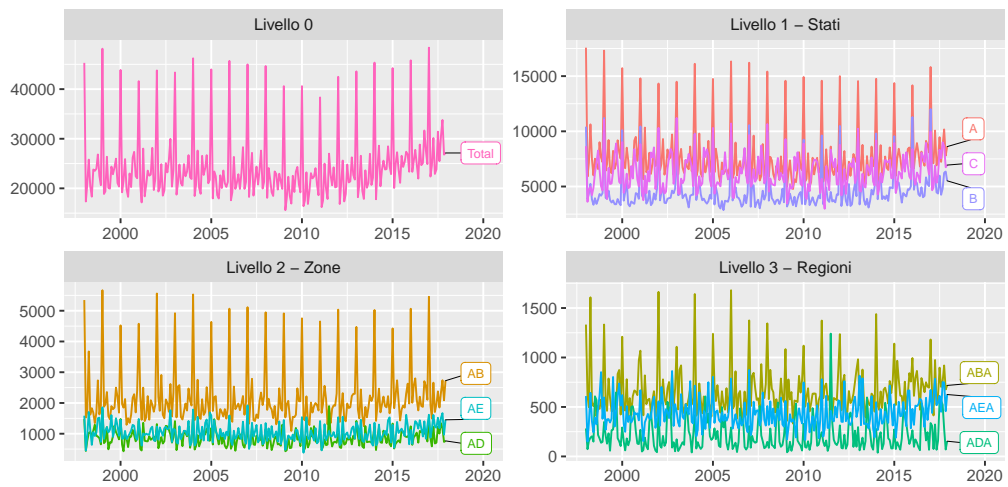 Livello 0
40000
30000
20000
2000 2005 2010 2015 2020
Total
Livello 1 − Stati
15000
10000
5000
2000 2005 2010 2015 2020
A
C
B
Livello 2 − Zone
5000
4000
3000
2000
1000
2000 2005 2010 2015 2020
AB
AE
AD
Livello 3 − Regioni
1500
1000
500
0
2000 2005 2010 2015 2020
ABA
AEA
ADA